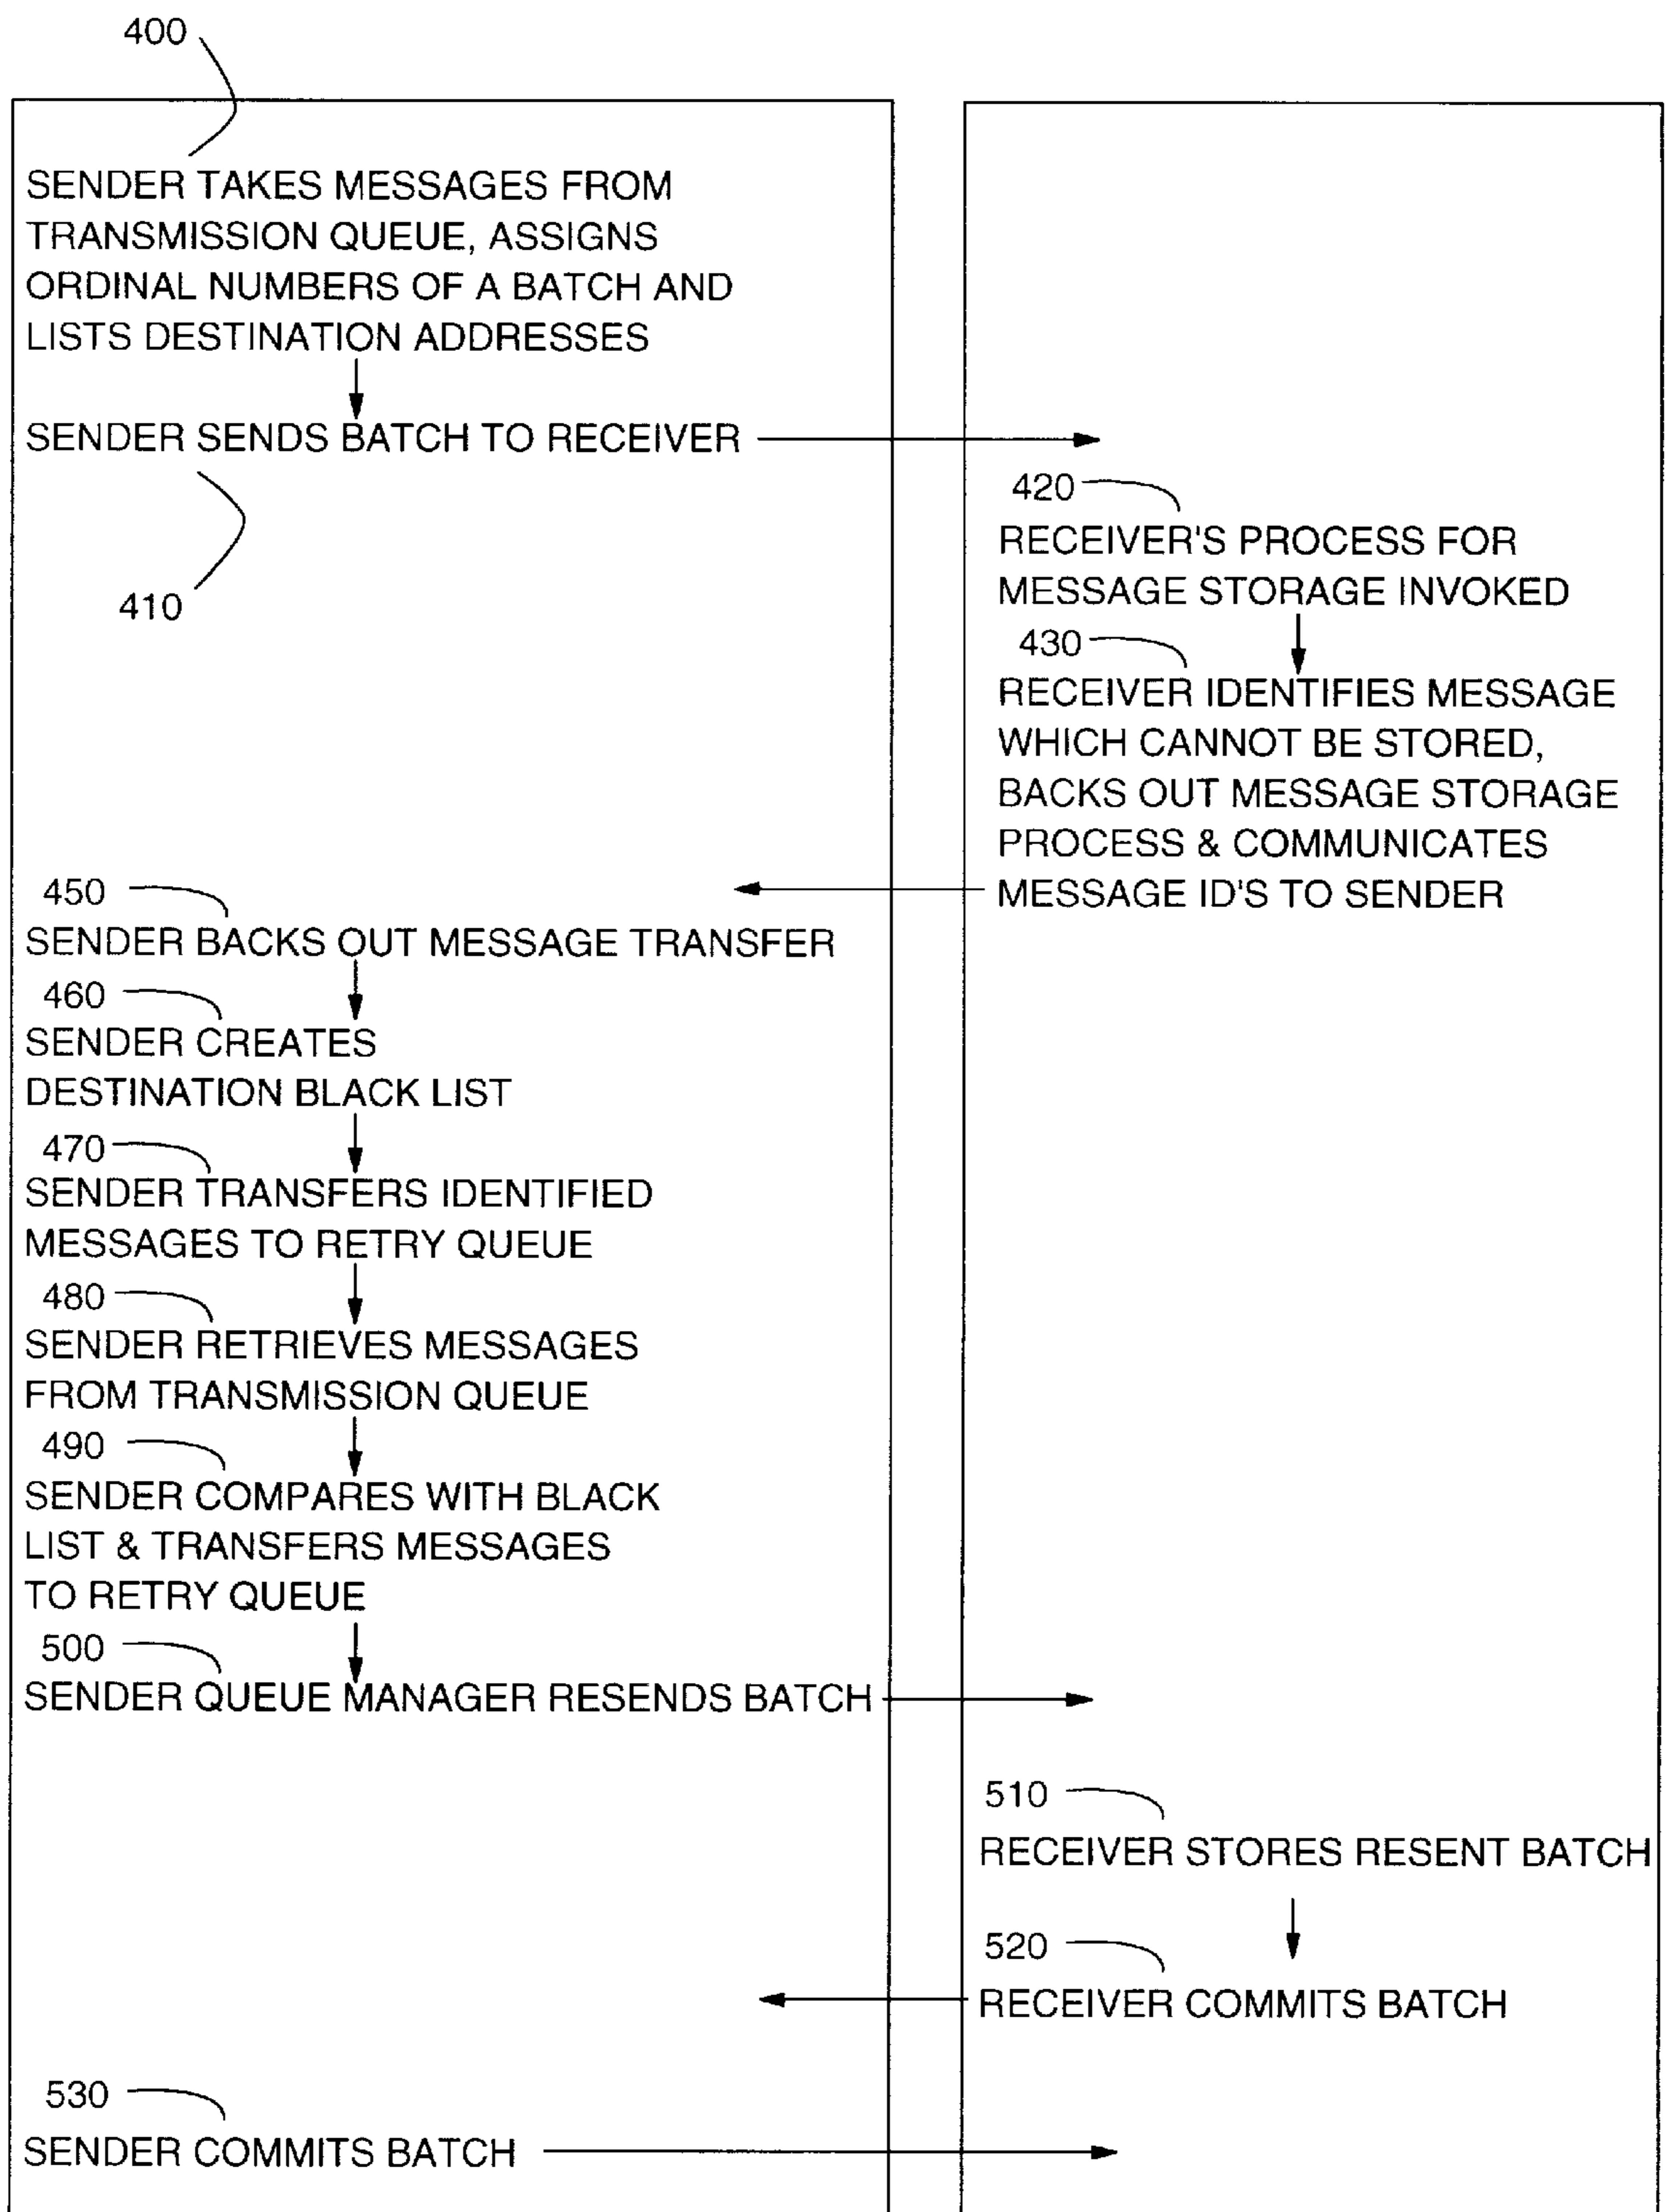 400
SENDER TAKES MESSAGES FROM
TRANSMISSION QUEUE, ASSIGNS
ORDINAL NUMBERS OF A BATCH AND
LISTS DESTINATION ADDRESSES
SENDER SENDS BATCH TO RECEIVER
410
420
RECEIVER'S PROCESS FOR
MESSAGE STORAGE INVOKED
430
RECEIVER IDENTIFIES MESSAGE
WHICH CANNOT BE STORED,
BACKS OUT MESSAGE STORAGE
PROCESS & COMMUNICATES
MESSAGE ID'S TO SENDER
450
SENDER BACKS OUT MESSAGE TRANSFER
460
SENDER CREATES
DESTINATION BLACK LIST
470
SENDER TRANSFERS IDENTIFIED
MESSAGES TO RETRY QUEUE
480
SENDER RETRIEVES MESSAGES
FROM TRANSMISSION QUEUE
490
SENDER COMPARES WITH BLACK
LIST & TRANSFERS MESSAGES
TO RETRY QUEUE
500
SENDER QUEUE MANAGER RESENDS BATCH
510
RECEIVER STORES RESENT BATCH
520
RECEIVER COMMITS BATCH
530
SENDER COMMITS BATCH